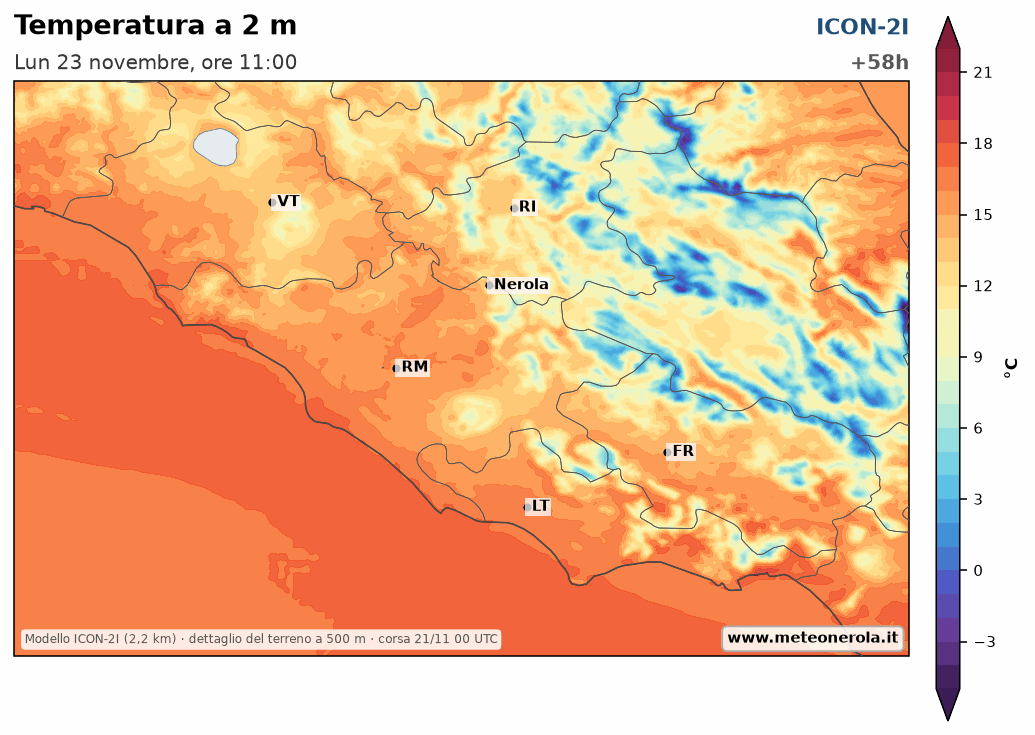 Temperatura a 2 m
ICON-2I
Lun 23 novembre, ore 11:00
+58h
VT
RI
Nerola
RM
FR
LT
21
18
15
12
9
6
3
0
−3
°C
Modello ICON-2I (2,2 km) · dettaglio del terreno a 500 m · corsa 21/11 00 UTC
www.meteonerola.it